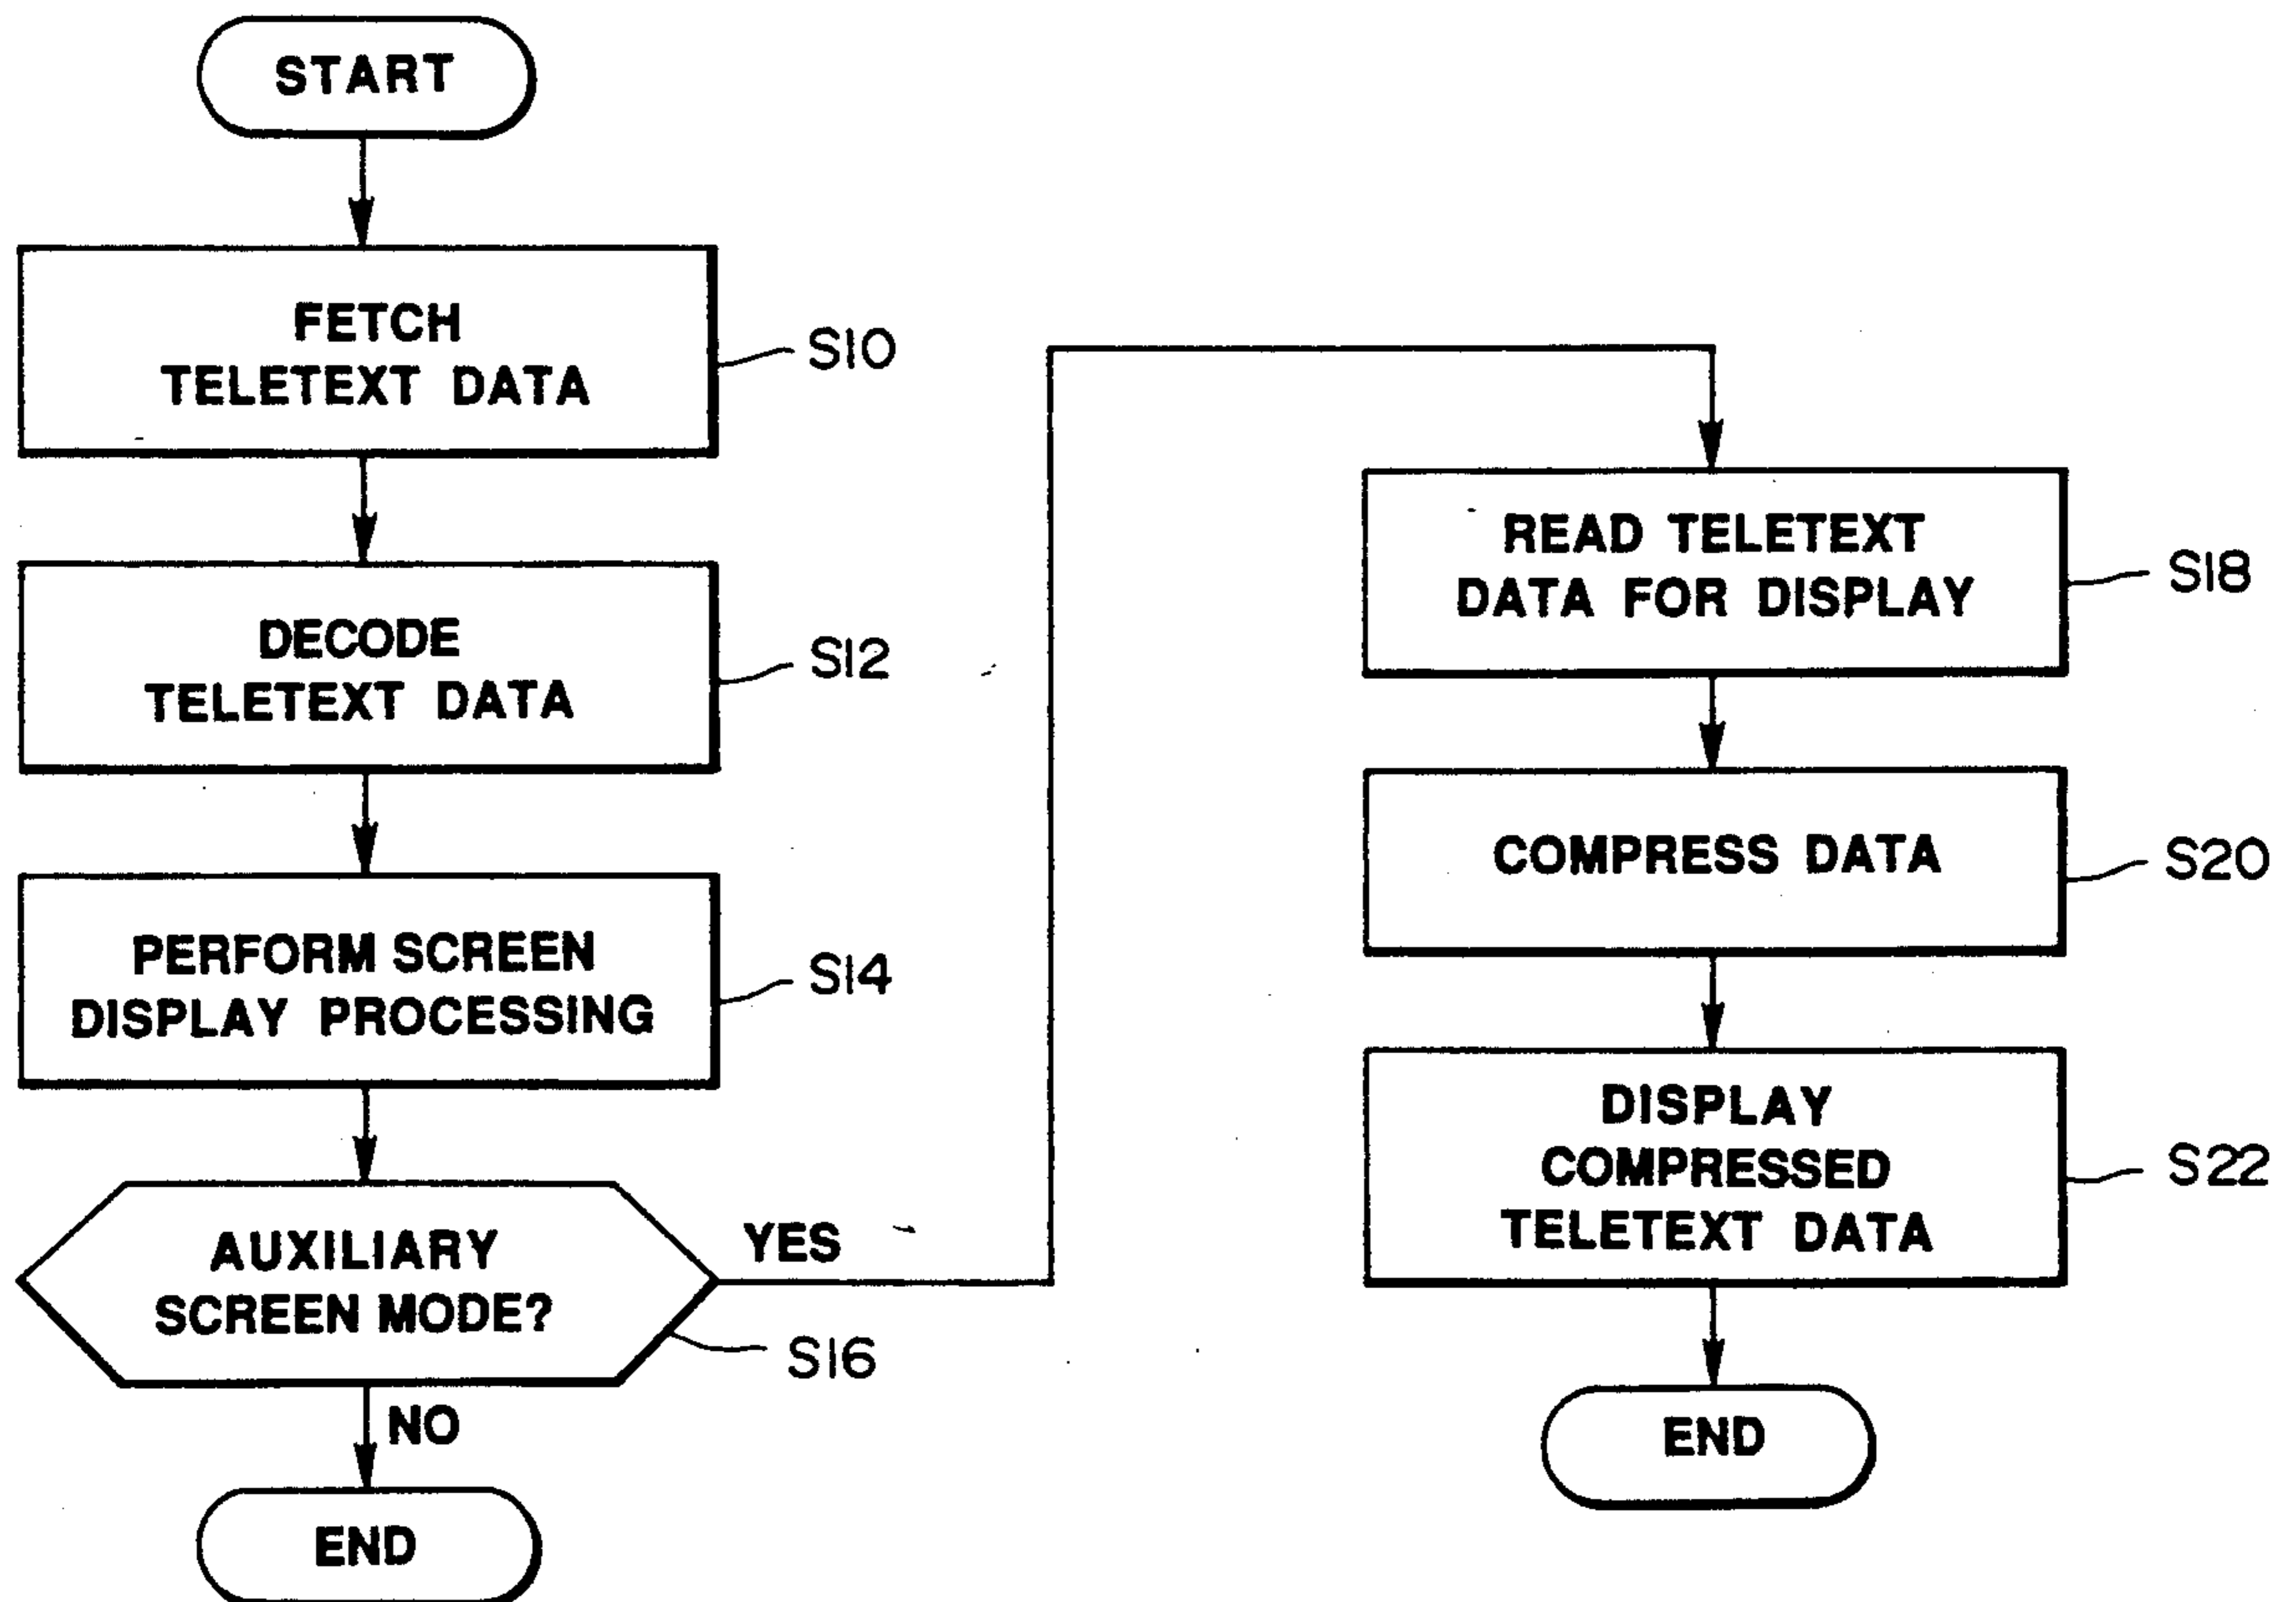 START
FETCH
TELETEXT DATA
S10
DECODE
TELETEXT DATA
S12
PERFORM SCREEN
DISPLAY PROCESSING
S14
AUXILIARY
SCREEN MODE?
S16
YES
NO
END
READ TELETEXT
DATA FOR DISPLAY
S18
COMPRESS DATA
S20
DISPLAY
COMPRESSED
TELETEXT DATA
S22
END